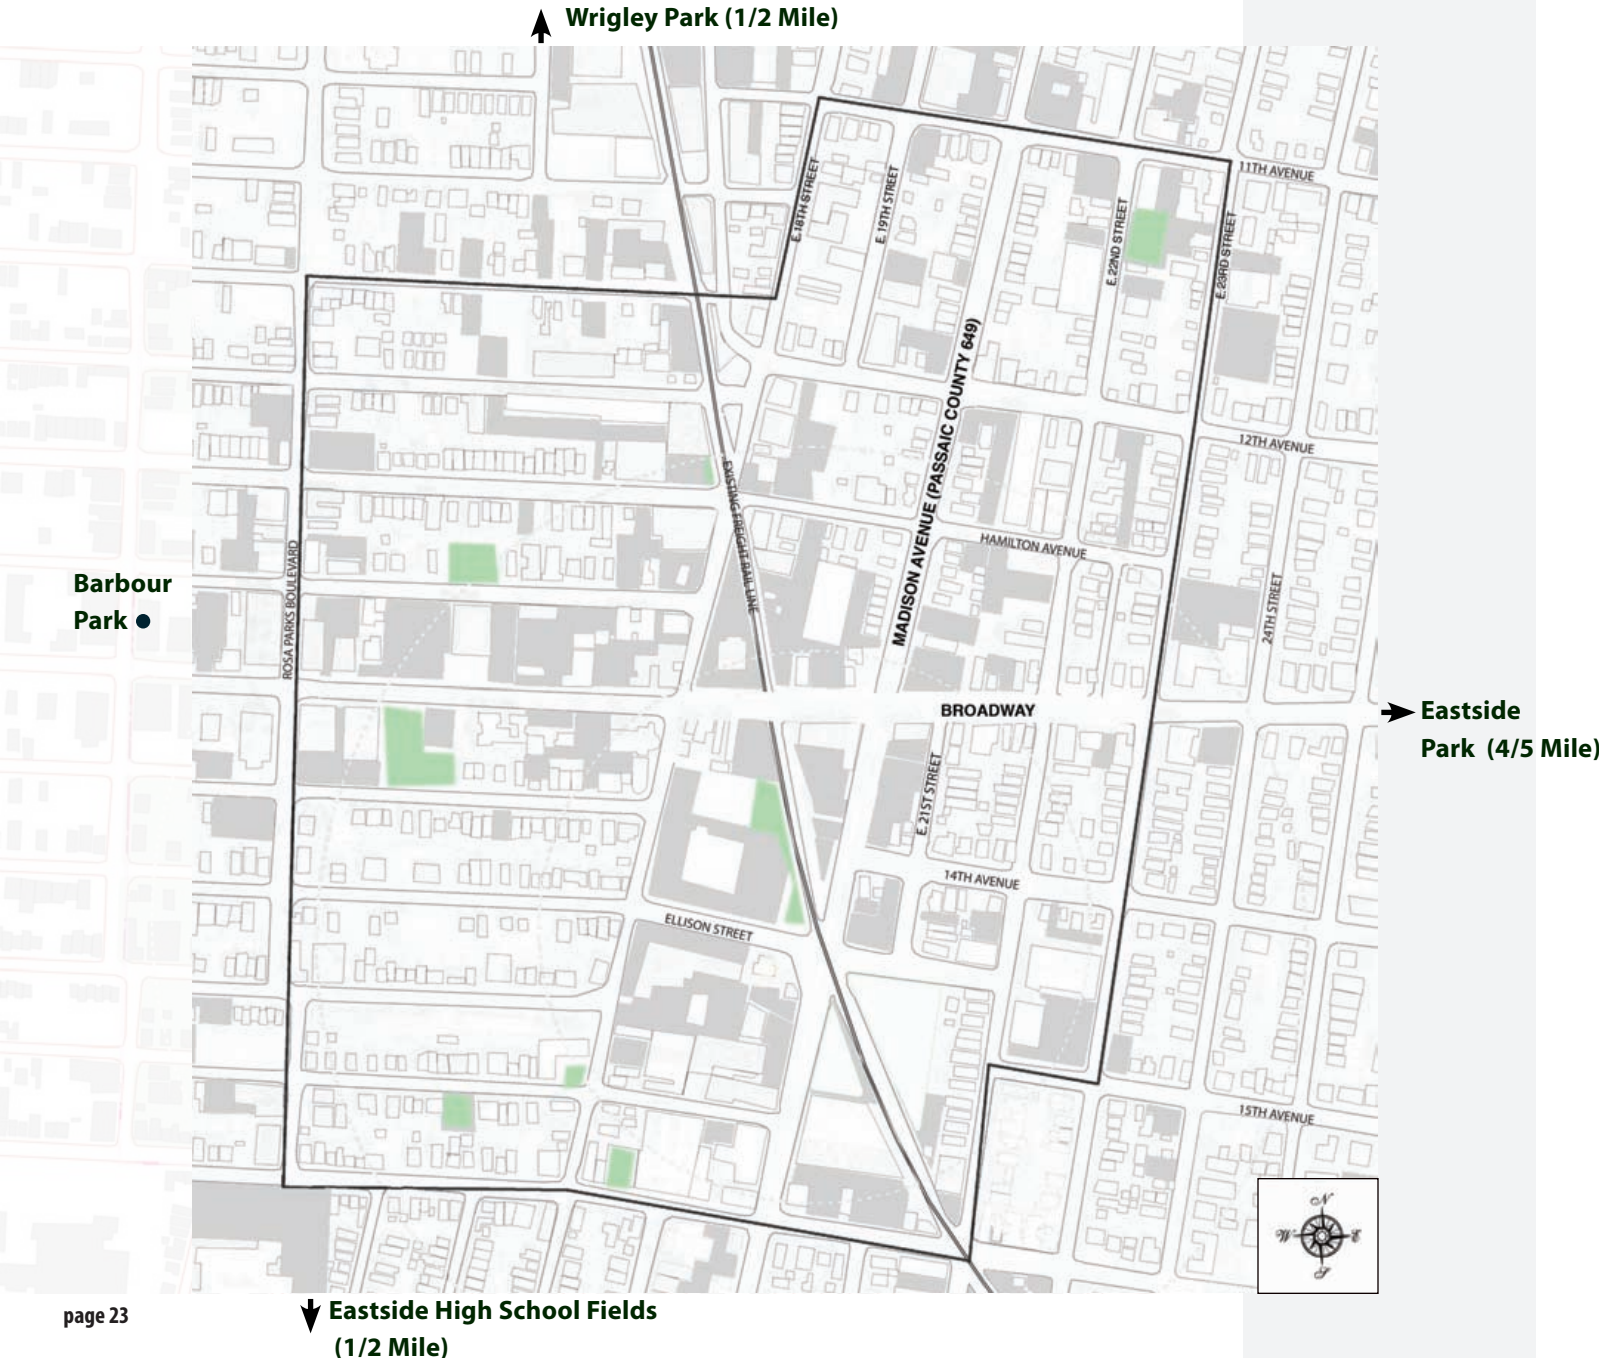 Wrigley Park (1/2 Mile)
11TH AVENUE
E.18TH STREET
E.19TH STREET
E.22ND STREET
E.23RD STREET
MADISON AVENUE (PASSAIC COUNTY 649)
12TH AVENUE
EXISTING FREIGHT RAIL LINE
HAMILTON AVENUE
ROSA PARKS BOULEVARD
24TH STREET
Barbour
Park
BROADWAY
Eastside
Park (4/5 Mile)
E.21ST STREET
14TH AVENUE
ELLISON STREET
15TH AVENUE
N
W
E
S
page 23
Eastside High School Fields
(1/2 Mile)